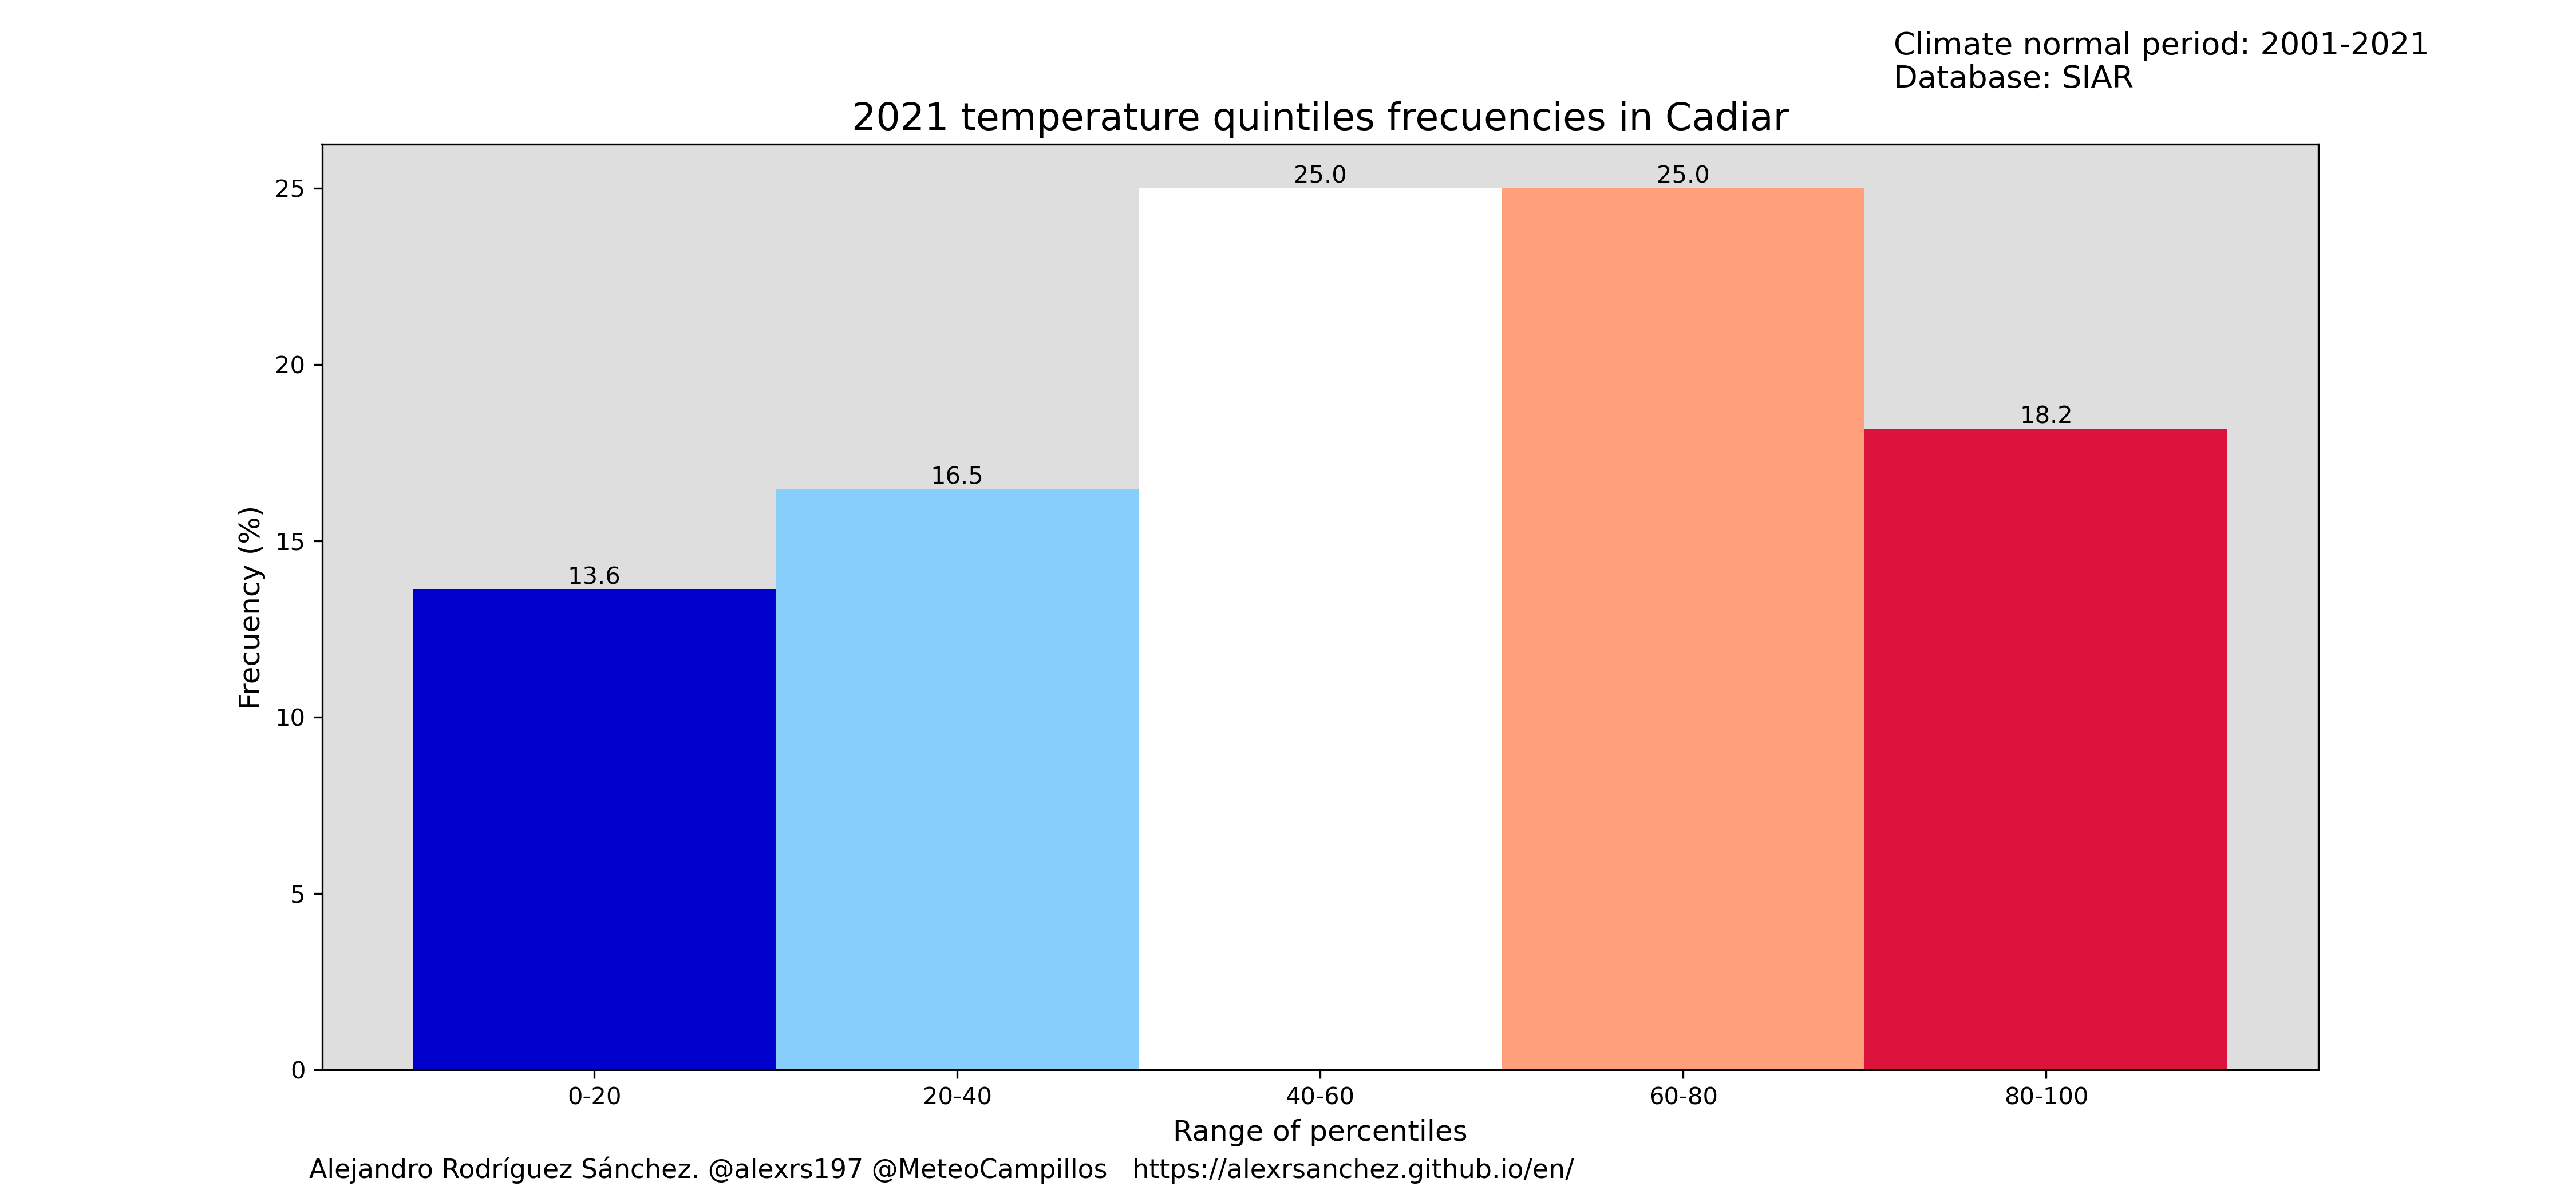 Climate normal period: 2001-2021
Database: SIAR
2021 temperature quintiles frecuencies in Cadiar
25.0
25.0
25
20
18.2
16.5
Frecuency (%)
15
13.6
10
5
0
0-20
20-40
40-60
60-80
80-100
Range of percentiles
Alejandro Rodríguez Sánchez. @alexrs197 @MeteoCampillos https://alexrsanchez.github.io/en/